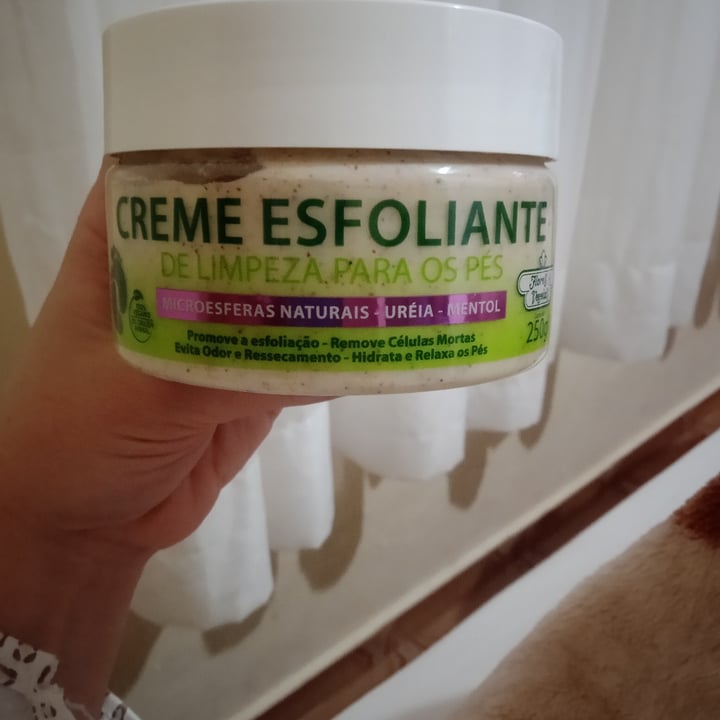 CREME ESFOLIANTE
DE LIMPEZA PARA OS PÉS
MICROESFERAS NATURAIS - URÉIA - MENTOL
Promove a esfoliação - Remove Células Mortas
Evita Odor e Ressecamento - Hidrata e Relaxa os Pés
250g